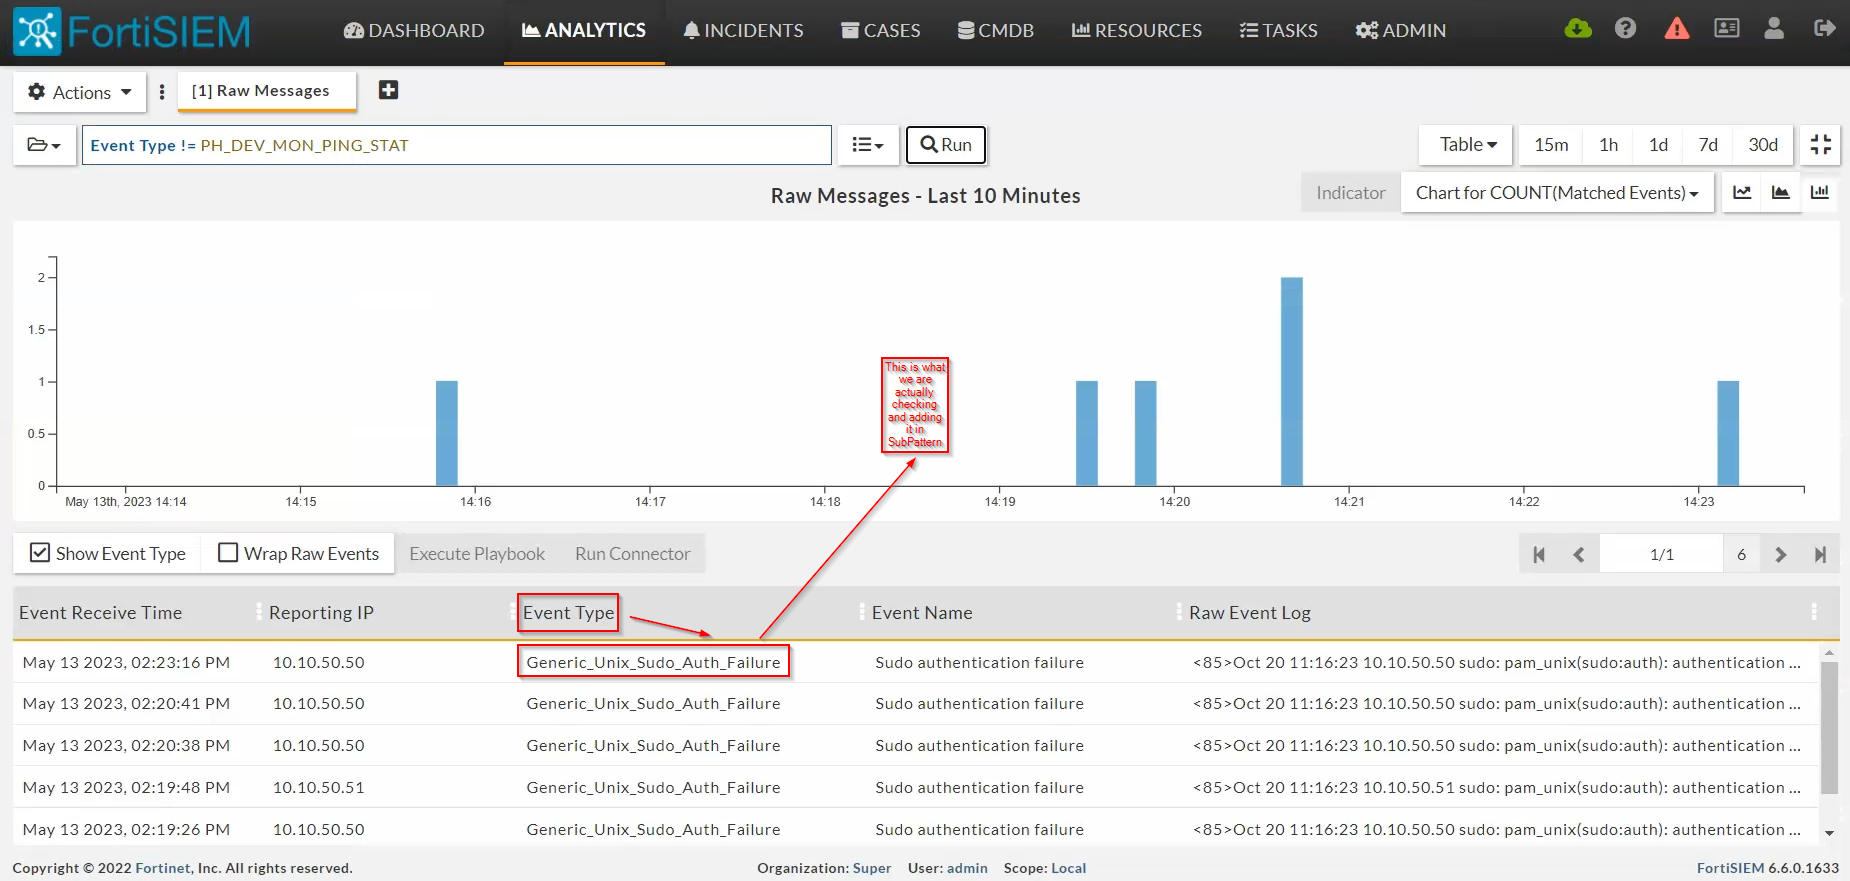 FortiSIEM
DASHBOARD ANALYTICS INCIDENTS CASES CMDB RESOURCES TASKS ADMIN
Actions [1] Raw Messages
Event Type != PH_DEV_MON_PING_STAT Run Table 15m 1h 1d 7d 30d
Raw Messages - Last 10 Minutes Indicator Chart for COUNT(Matched Events)
2
1.5
1
0.5
0
This is what
we are
actually
checking
and adding
it in
SubPattern
May 13th, 2023 14:14 14:15 14:16 14:17 14:18 14:19 14:20 14:21 14:22 14:23
Show Event Type Wrap Raw Events Execute Playbook Run Connector 1/1 6
Event Receive Time Reporting IP Event Type Event Name Raw Event Log
May 13 2023, 02:23:16 PM 10.10.50.50 Generic_Unix_Sudo_Auth_Failure Sudo authentication failure <85>Oct 20 11:16:23 10.10.50.50 sudo: pam_unix(sudo:auth): authentication ...
May 13 2023, 02:20:41 PM 10.10.50.50 Generic_Unix_Sudo_Auth_Failure Sudo authentication failure <85>Oct 20 11:16:23 10.10.50.50 sudo: pam_unix(sudo:auth): authentication ...
May 13 2023, 02:20:38 PM 10.10.50.50 Generic_Unix_Sudo_Auth_Failure Sudo authentication failure <85>Oct 20 11:16:23 10.10.50.50 sudo: pam_unix(sudo:auth): authentication ...
May 13 2023, 02:19:48 PM 10.10.50.51 Generic_Unix_Sudo_Auth_Failure Sudo authentication failure <85>Oct 20 11:16:23 10.10.50.51 sudo: pam_unix(sudo:auth): authentication ...
May 13 2023, 02:19:26 PM 10.10.50.50 Generic_Unix_Sudo_Auth_Failure Sudo authentication failure <85>Oct 20 11:16:23 10.10.50.50 sudo: pam_unix(sudo:auth): authentication ...
Copyright © 2022 Fortinet, Inc. All rights reserved. Organization: Super User: admin Scope: Local FortiSIEM 6.6.0.1633